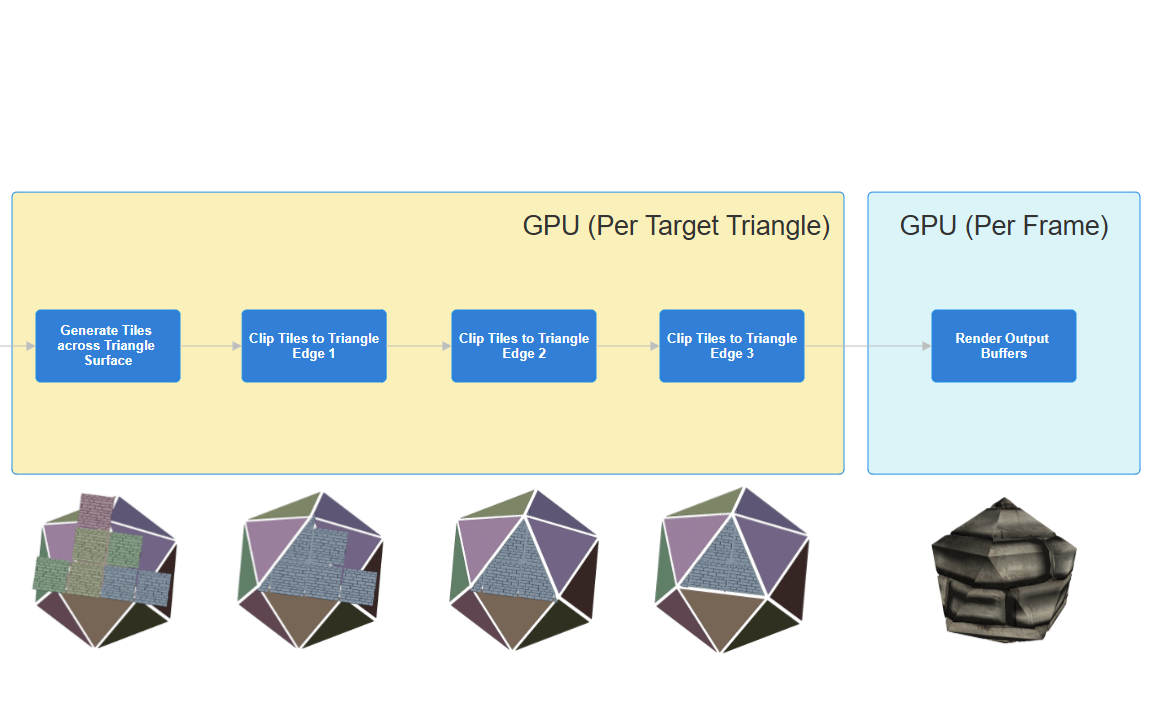 GPU (Per Target Triangle)
GPU (Per Frame)
Generate Tiles
across Triangle
Surface
Clip Tiles to Triangle
Edge 1
Clip Tiles to Triangle
Edge 2
Clip Tiles to Triangle
Edge 3
Render Output
Buffers